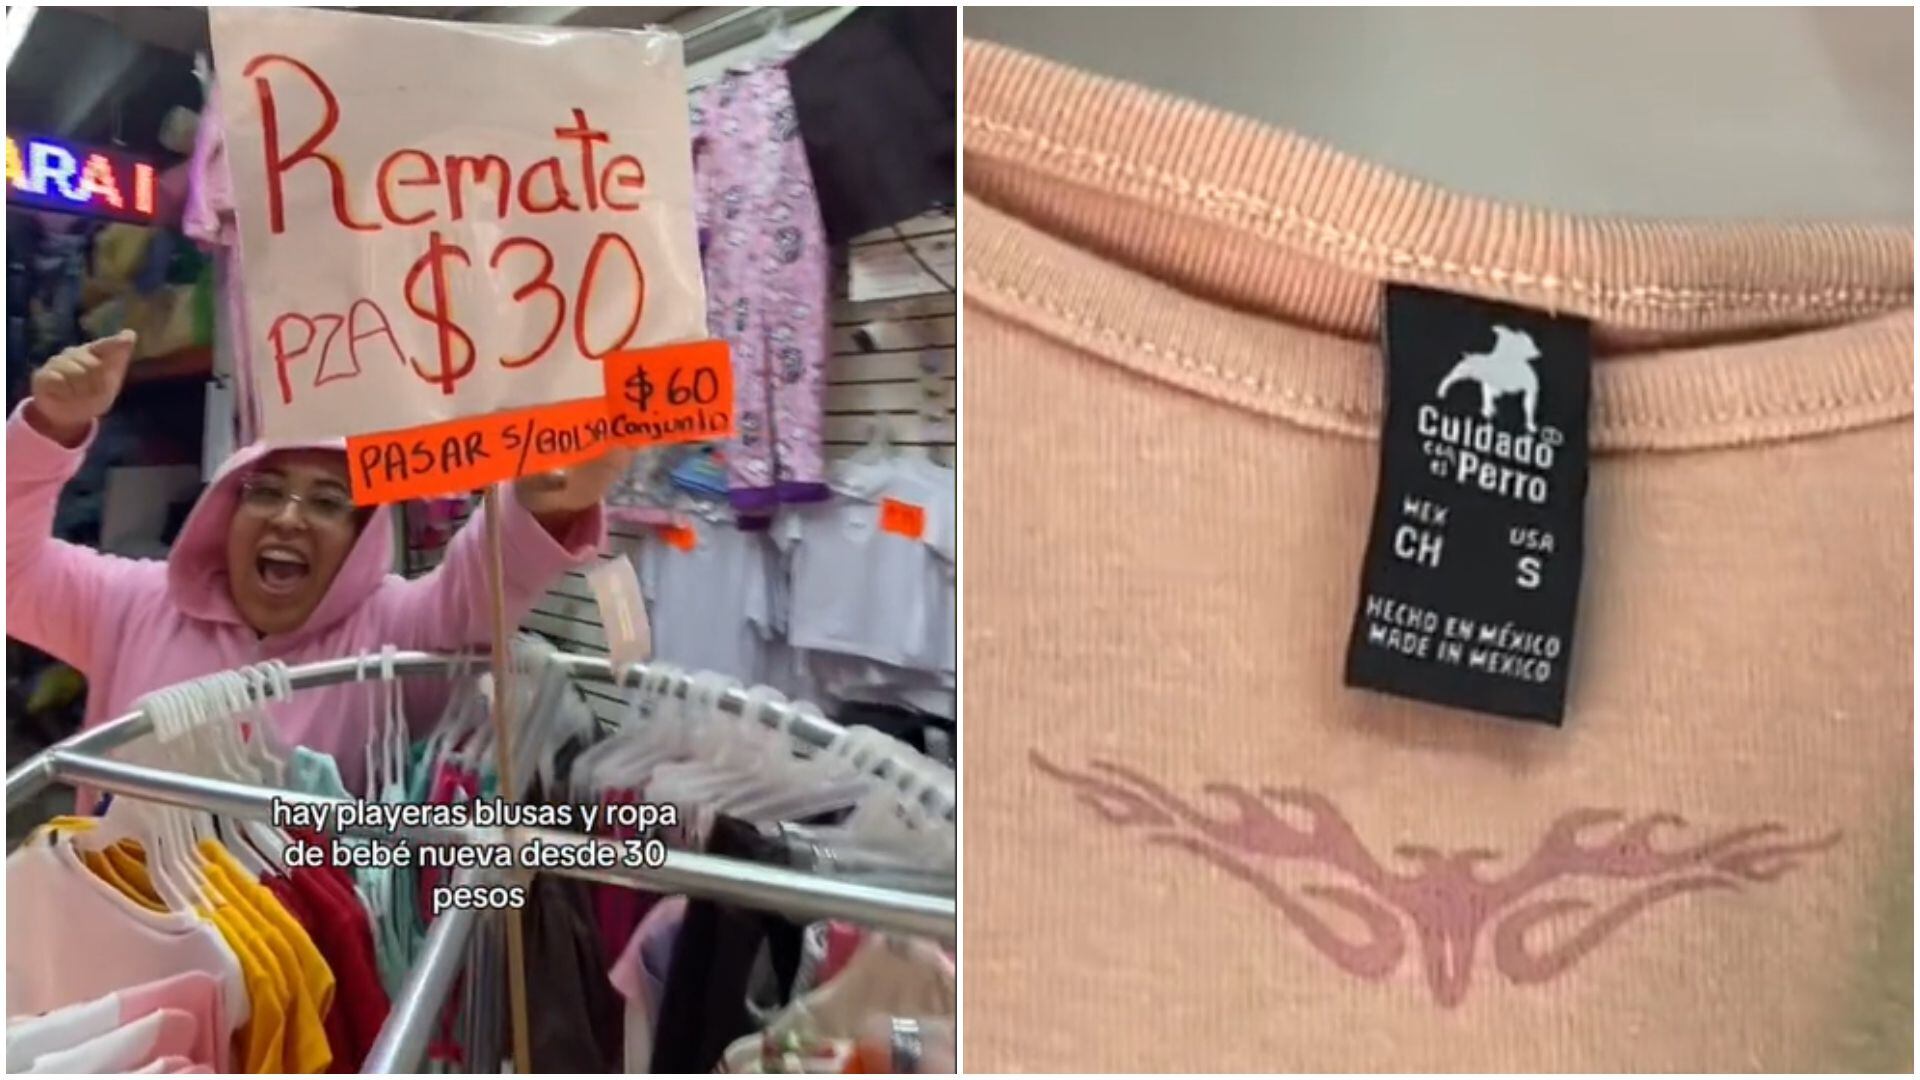 ARAI
Remate
PZA $30
$60
Conjunto
PASAR S/BOLSA
hay playeras blusas y ropa
de bebé nueva desde 30
pesos
Cuidado
con
el Perro
MEX USA
CH S
HECHO EN MÉXICO
MADE IN MEXICO